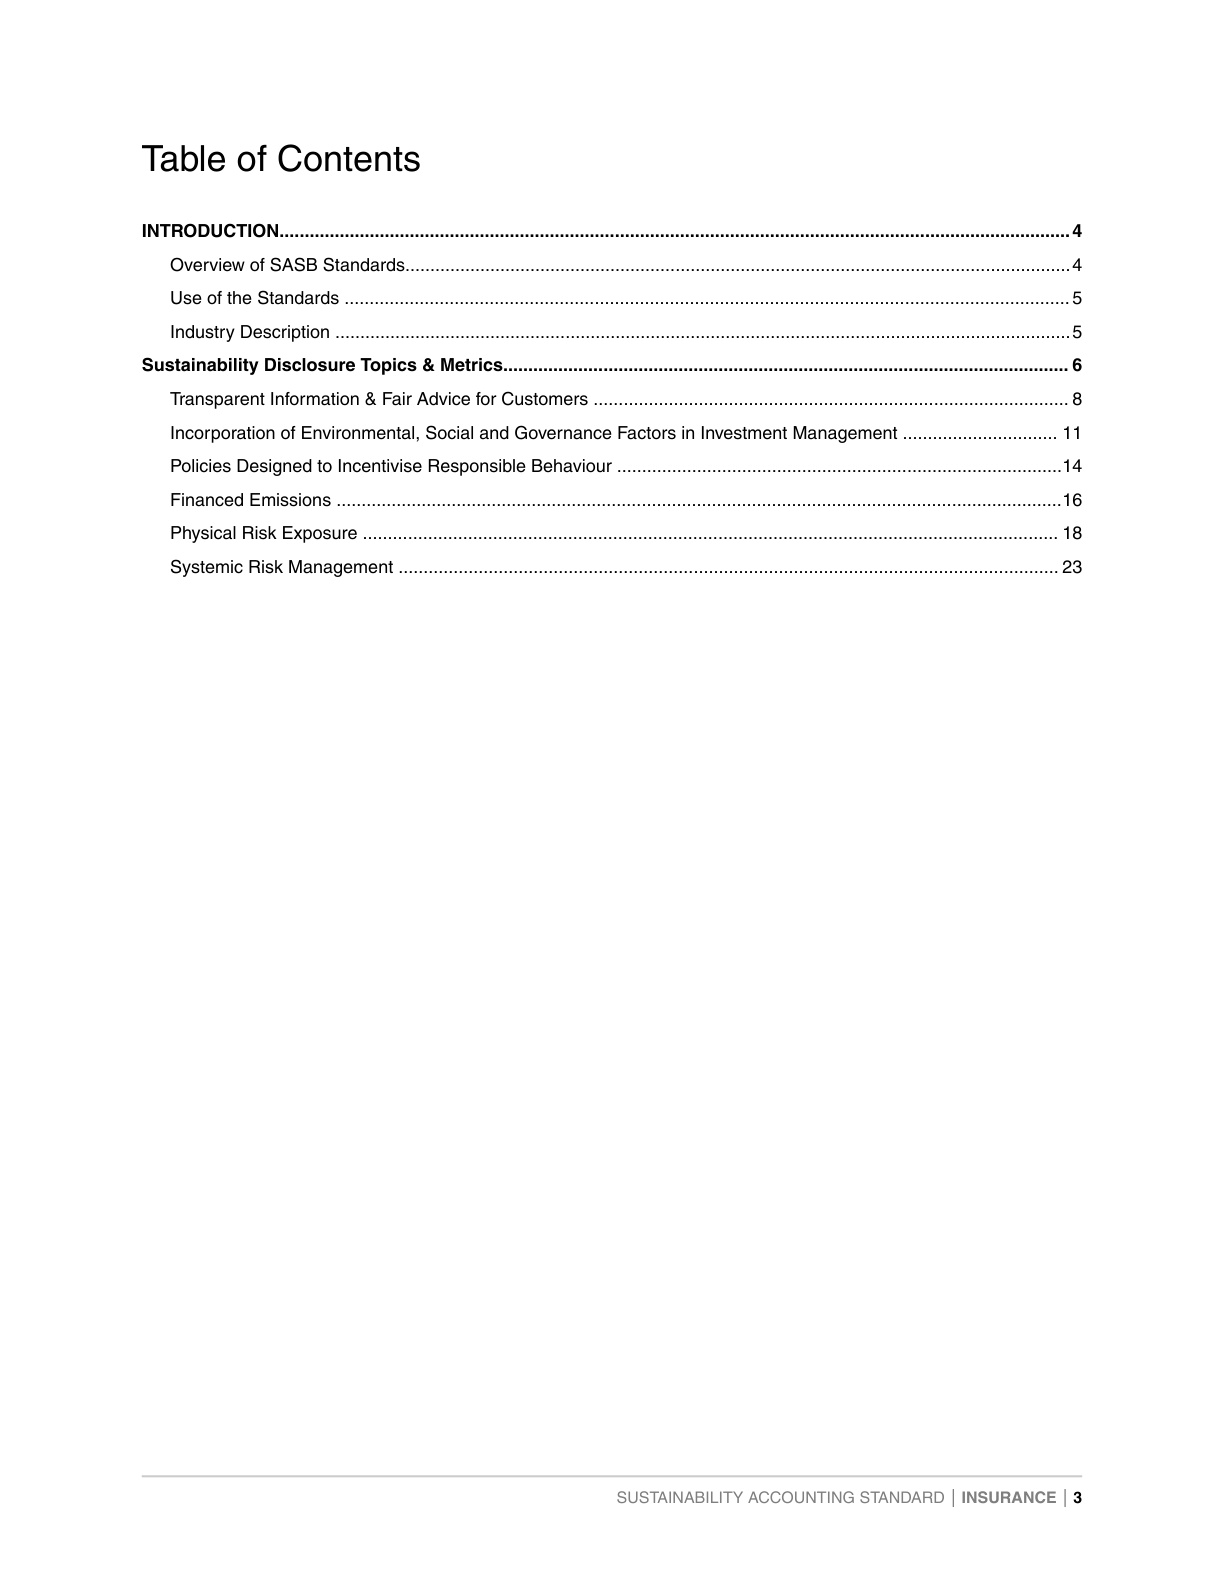 Table of Contents
INTRODUCTION................................................................................................................................................................4
Overview of SASB Standards.....................................................................................................................................4
Use of the Standards .................................................................................................................................................5
Industry Description ...................................................................................................................................................5
Sustainability Disclosure Topics & Metrics.................................................................................................................. 6
Transparent Information & Fair Advice for Customers ............................................................................................... 8
Incorporation of Environmental, Social and Governance Factors in Investment Management ............................... 11
Policies Designed to Incentivise Responsible Behaviour .........................................................................................14
Financed Emissions .................................................................................................................................................16
Physical Risk Exposure ........................................................................................................................................... 18
Systemic Risk Management .................................................................................................................................... 23
SUSTAINABILITY ACCOUNTING STANDARD | INSURANCE | 3